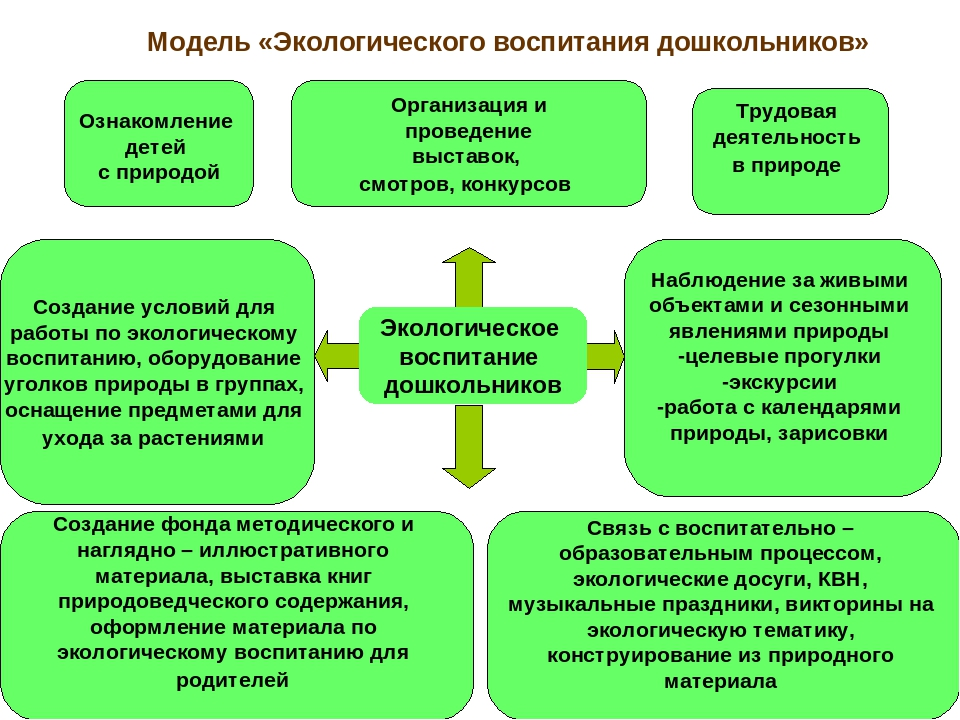 Модель «Экологического воспитания дошкольников»
Ознакомление
детей
с природой
Организация и
проведение
выставок,
смотров, конкурсов
Трудовая
деятельность
в природе
Создание условий для
работы по экологическому
воспитанию, оборудование
уголков природы в группах,
оснащение предметами для
ухода за растениями
Экологическое
воспитание
дошкольников
Наблюдение за живыми
объектами и сезонными
явлениями природы
-целевые прогулки
-экскурсии
-работа с календарями
природы, зарисовки
Создание фонда методического и
наглядно – иллюстративного
материала, выставка книг
природоведческого содержания,
оформление материала по
экологическому воспитанию для
родителей
Связь с воспитательно –
образовательным процессом,
экологические досуги, КВН,
музыкальные праздники, викторины на
экологическую тематику,
конструирование из природного
материала